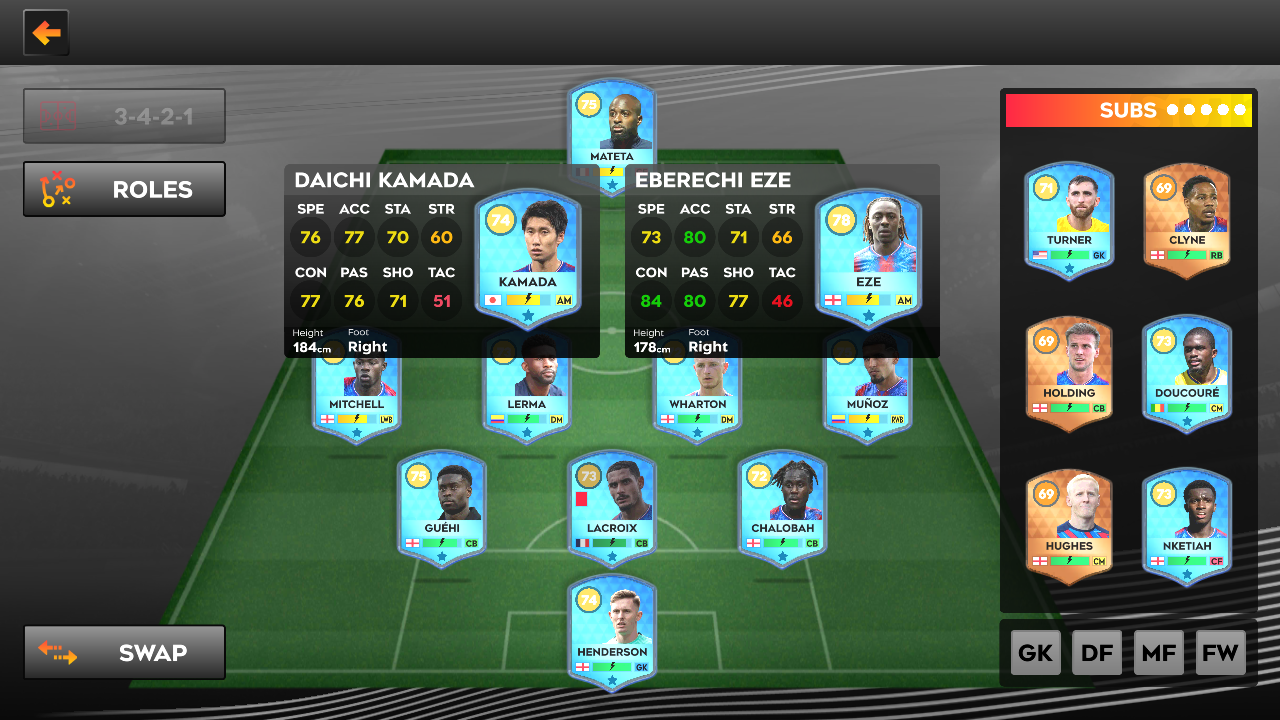 3-4-2-1
ROLES
75
MATETA
DAICHI KAMADA
SPE ACC STA STR
76 77 70 60
CON PAS SHO TAC
77 76 71 51
Height Foot
184cm Right
74
KAMADA
AM
EBERECHI EZE
SPE ACC STA STR
73 80 71 66
CON PAS SHO TAC
84 80 77 46
Height Foot
178cm Right
78
EZE
AM
MITCHELL
LWB
LERMA
DM
WHARTON
DM
MUÑOZ
RWB
75
GUÉHI
CB
73
LACROIX
CB
72
CHALOBAH
CB
74
HENDERSON
GK
SWAP
SUBS
71
TURNER
GK
69
CLYNE
RB
69
HOLDING
CB
73
DOUCOURÉ
CM
69
HUGHES
CM
73
NKETIAH
CF
GK DF MF FW